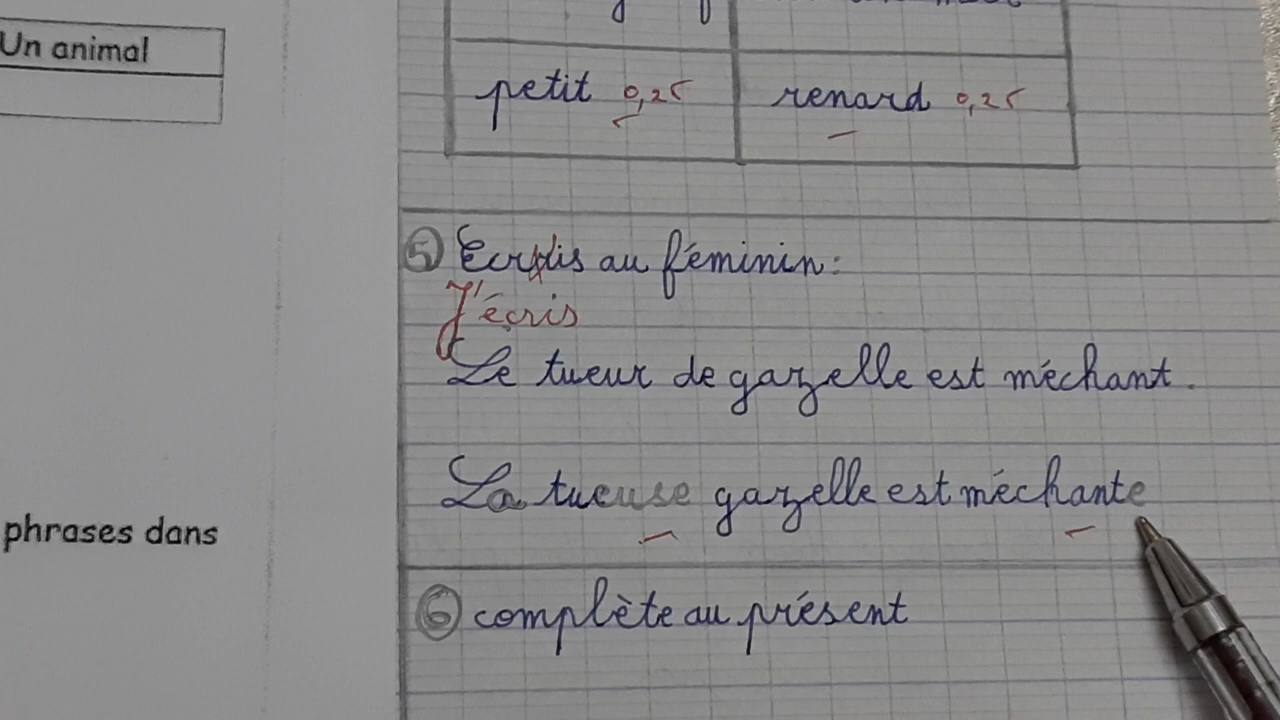 Un animal
petit 0,25 renard 0,25
5 Ecris au féminin:
J'écris
Le tueur de gazelle est méchant.
La tueuse gazelle est méchante
phrases dans
6 complète au présent